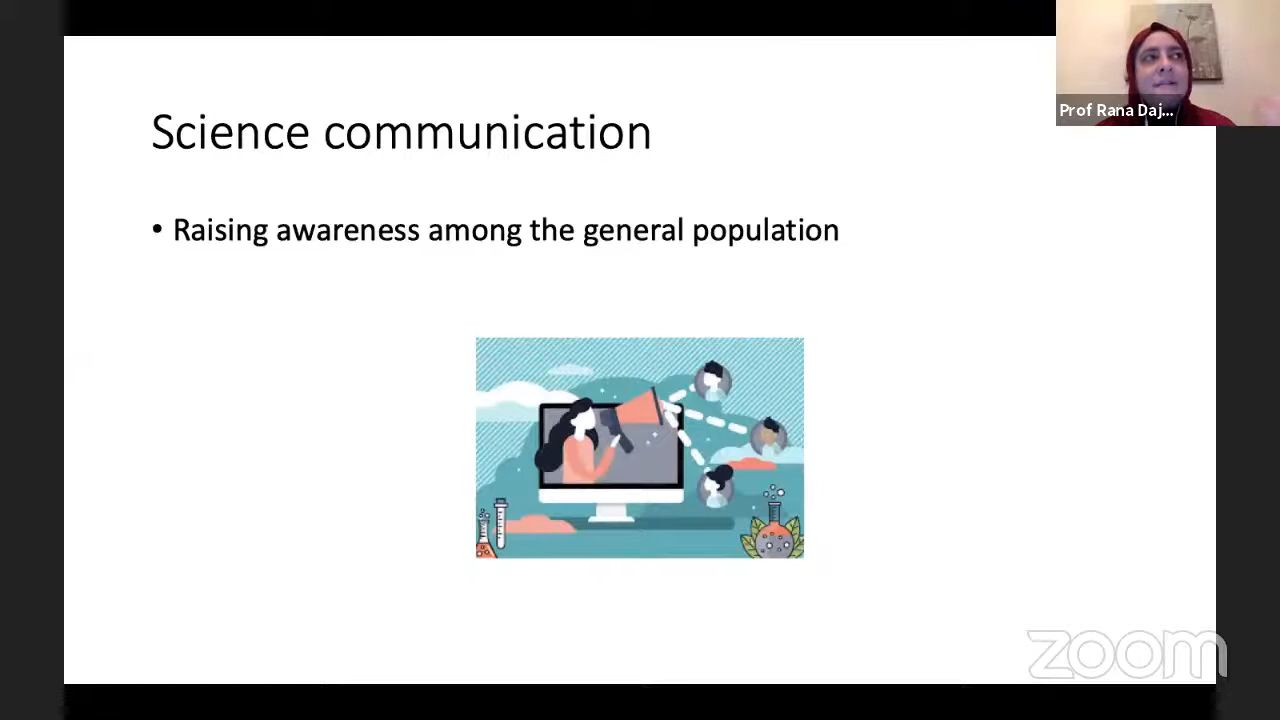 Science communication
• Raising awareness among the general population
Prof Rana Daj...
zoom